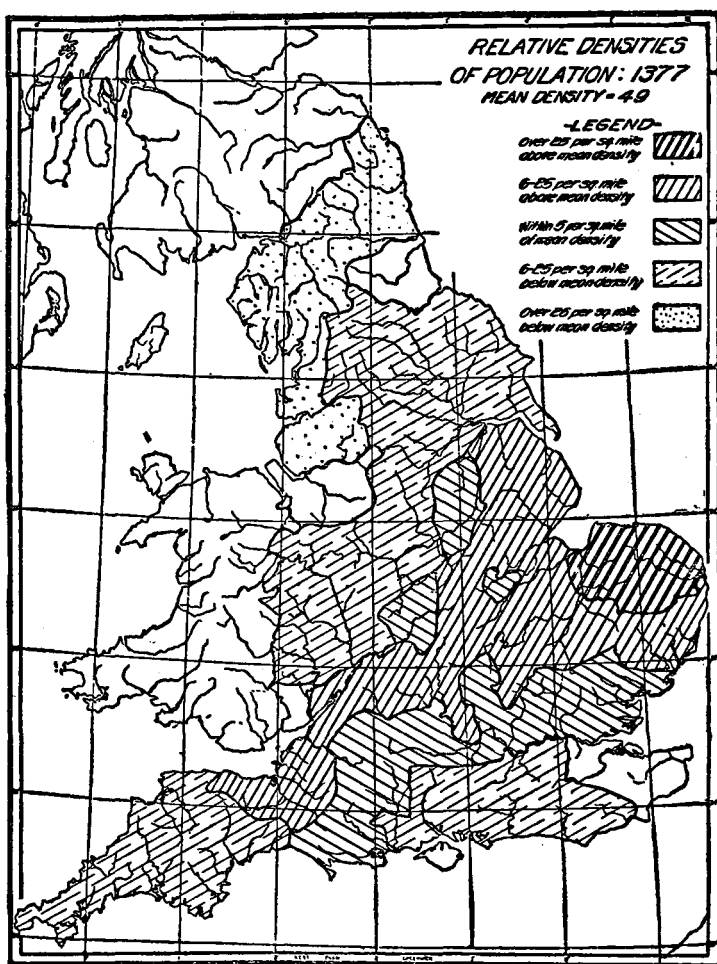 RELATIVE DENSITIES
OF POPULATION: 1377
MEAN DENSITY = 49
-LEGEND-
Over 25 per sq mile
above mean density
6-25 per sq mile
above mean density
Within 5 per sq mile
of mean density
6-25 per sq mile
below mean density
Over 25 per sq mile
below mean density